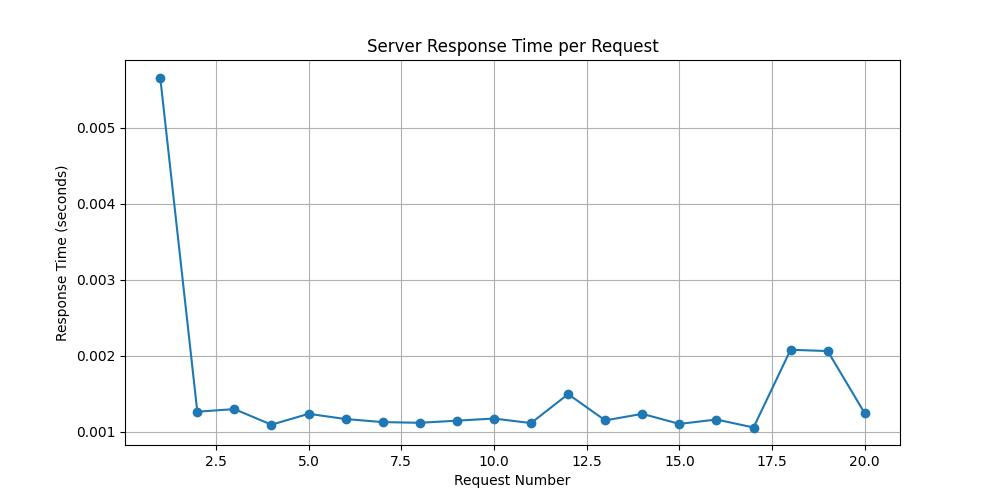 Server Response Time per Request
Response Time (seconds)
0.005
0.004
0.003
0.002
0.001
2.5 5.0 7.5 10.0 12.5 15.0 17.5 20.0
Request Number